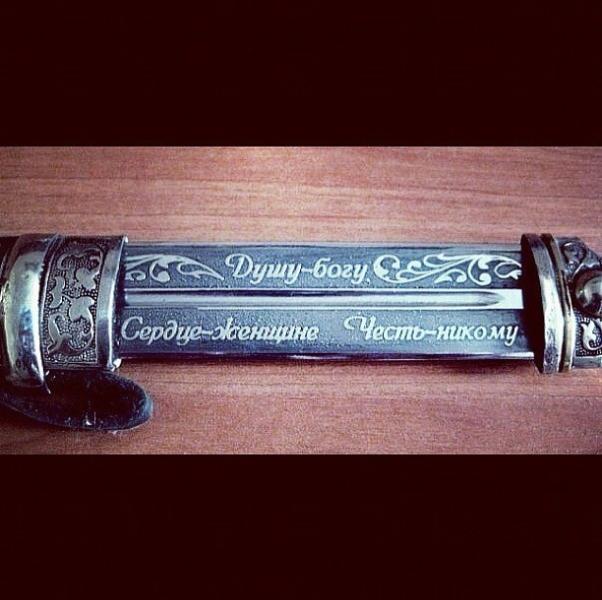 Душу-богу
Сердце-женщине Честь-никому